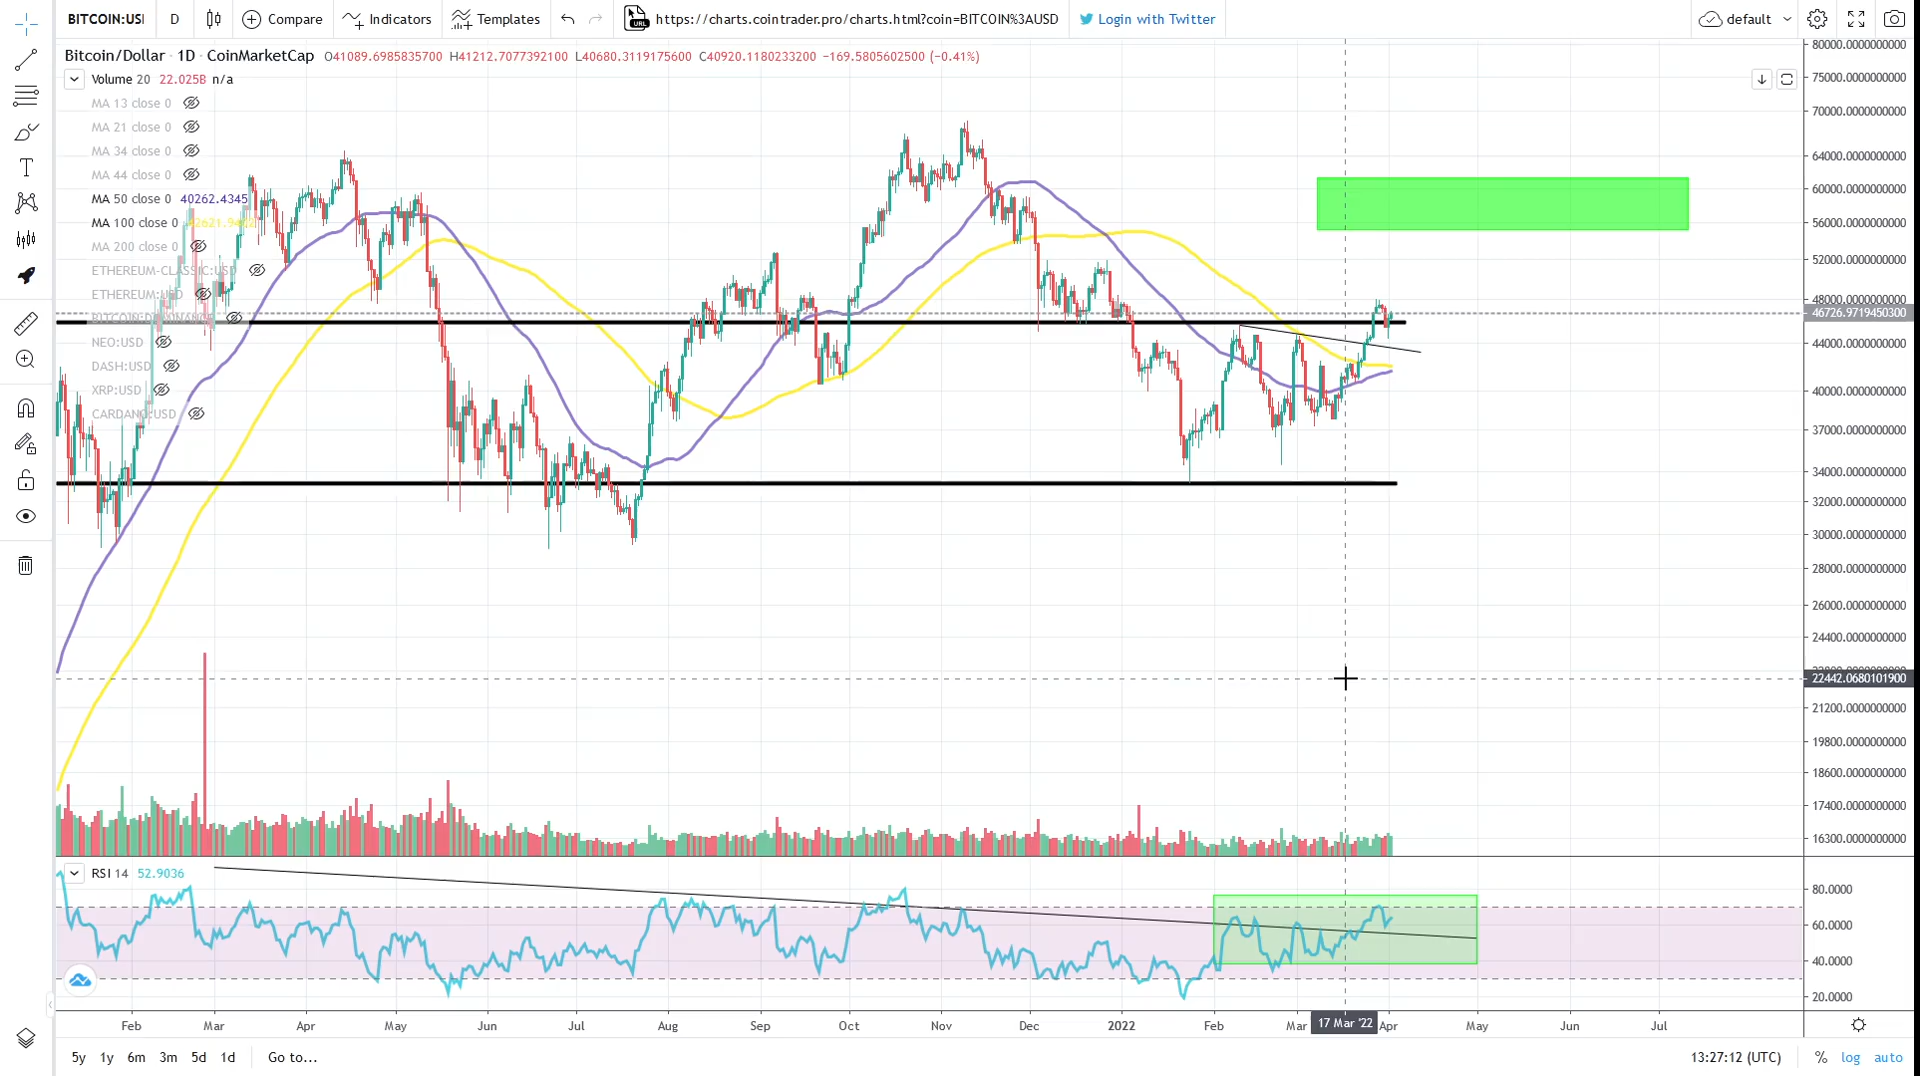 BITCOIN:USI D Compare Indicators Templates URL https://charts.cointrader.pro/charts.html?coin=BITCOIN%3AUSD Login with Twitter default
Bitcoin/Dollar · 1D · CoinMarketCap O41089.6985835700 H41212.7077392100 L40680.3119175600 C40920.1180233200 −169.5805602500 (−0.41%)
Volume 20 22.025B n/a
MA 13 close 0
MA 21 close 0
MA 34 close 0
MA 44 close 0
MA 50 close 0 40262.4345
MA 100 close 0
MA 200 close 0
ETHEREUM-CLASSIC:USD
ETHEREUM:USD
BITCOIN:DOMINANCE
NEO:USD
DASH:USD
XRP:USD
CARDANO:USD
80000.0000000000
75000.0000000000
70000.0000000000
64000.0000000000
60000.0000000000
56000.0000000000
52000.0000000000
48000.0000000000
46726.9719450300
44000.0000000000
40000.0000000000
37000.0000000000
34000.0000000000
32000.0000000000
30000.0000000000
28000.0000000000
26000.0000000000
24400.0000000000
22442.0680101900
21200.0000000000
19800.0000000000
18600.0000000000
17400.0000000000
16300.0000000000
RSI 14 52.9036
80.0000
60.0000
40.0000
20.0000
Feb Mar Apr May Jun Jul Aug Sep Oct Nov Dec 2022 Feb Mar 17 Mar '22 Apr May Jun Jul
5y 1y 6m 3m 5d 1d Go to... 13:27:12 (UTC) % log auto